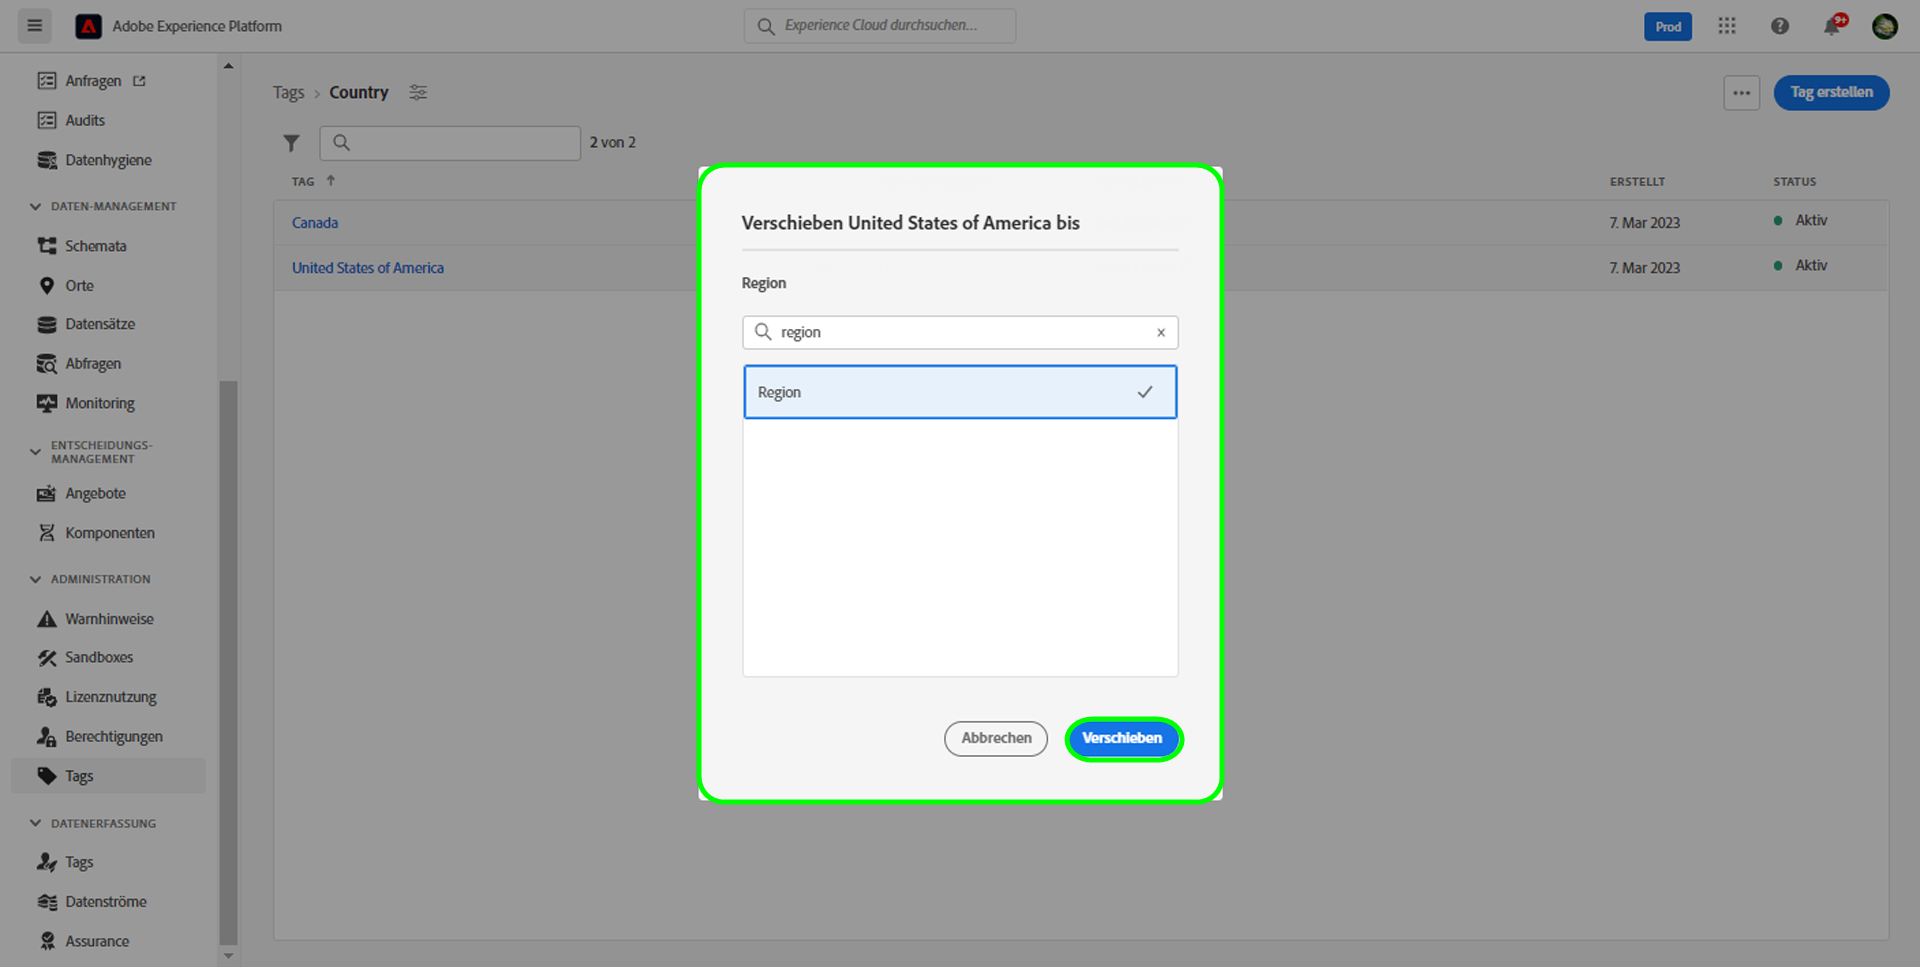 Adobe Experience Platform
Experience Cloud durchsuchen...
Prod
9+
Anfragen
Audits
Datenhygiene
DATEN-MANAGEMENT
Schemata
Orte
Datensätze
Abfragen
Monitoring
ENTSCHEIDUNGS-
MANAGEMENT
Angebote
Komponenten
ADMINISTRATION
Warnhinweise
Sandboxes
Lizenznutzung
Berechtigungen
Tags
DATENERFASSUNG
Tags
Datenströme
Assurance
Tags > Country
Tag erstellen
2 von 2
TAG ERSTELLT STATUS
Canada 7. Mar 2023 Aktiv
United States of America 7. Mar 2023 Aktiv
Verschieben United States of America bis
Region
region
Region
Abbrechen Verschieben